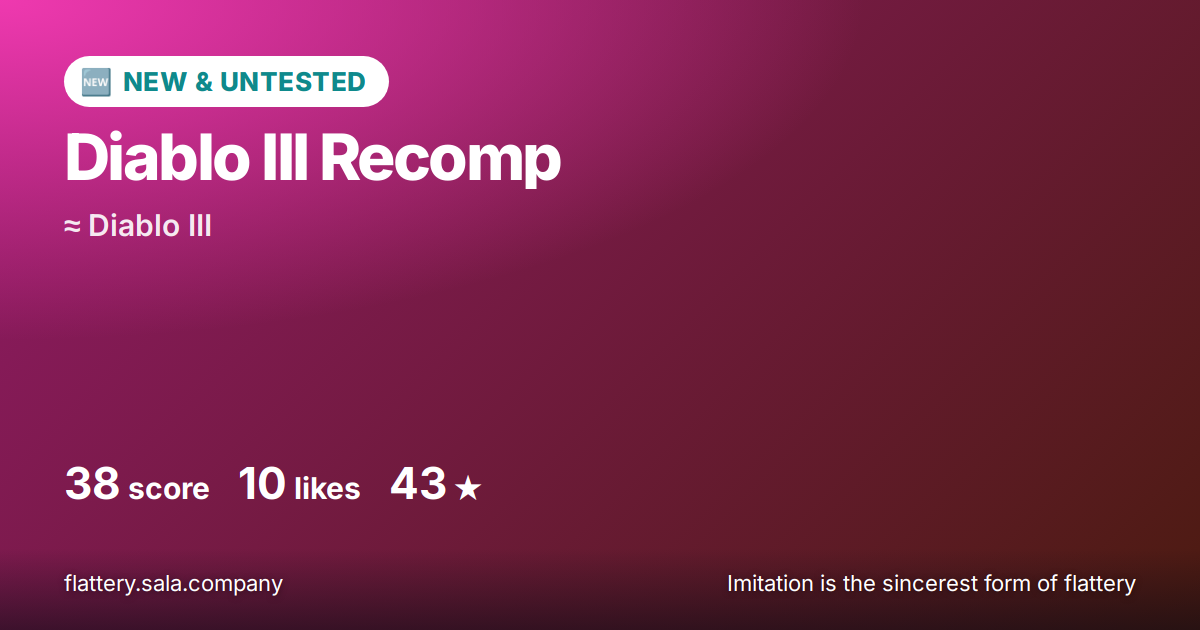 🆕 NEW & UNTESTED
Diablo III Recomp
≈ Diablo III
38 score 10 likes 43 ★
flattery.sala.company
Imitation is the sincerest form of flattery